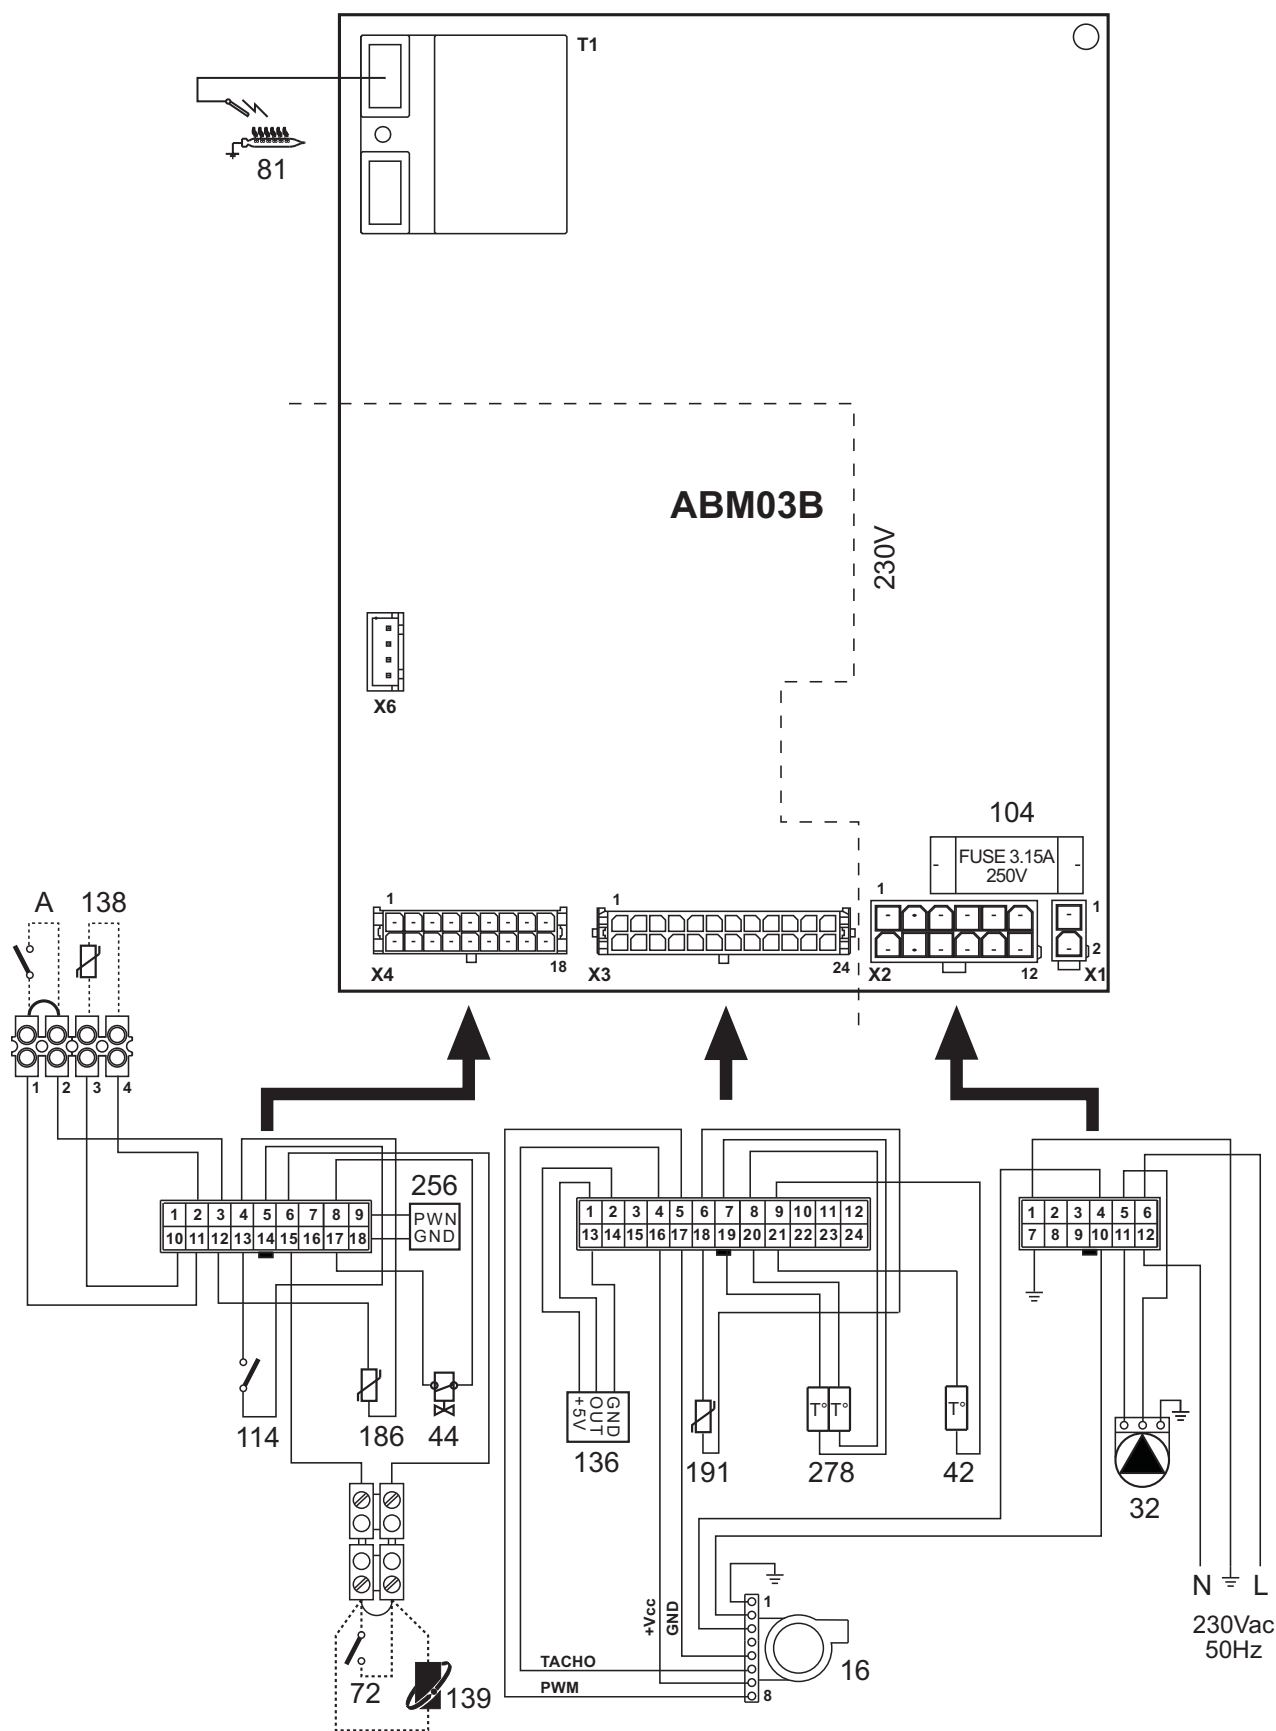 T1
81
ABM03B
230V
X6
104
FUSE 3.15A
250V
A 138
1 1 1 1
2
X4 18 X3 24 X2 12 X1
1 2 3 4
256
PWN
GND
1 2 3 4 5 6 7 8 9
10 11 12 13 14 15 16 17 18
1 2 3 4 5 6 7 8 9 10 11 12
13 14 15 16 17 18 19 20 21 22 23 24
1 2 3 4 5 6
7 8 9 10 11 12
+5V
OUT
GND
T° T° T°
114 186 44 136 191 278 42 32
N L
230Vac
50Hz
+Vcc
GND
TACHO
PWM
1
8
16
72 139